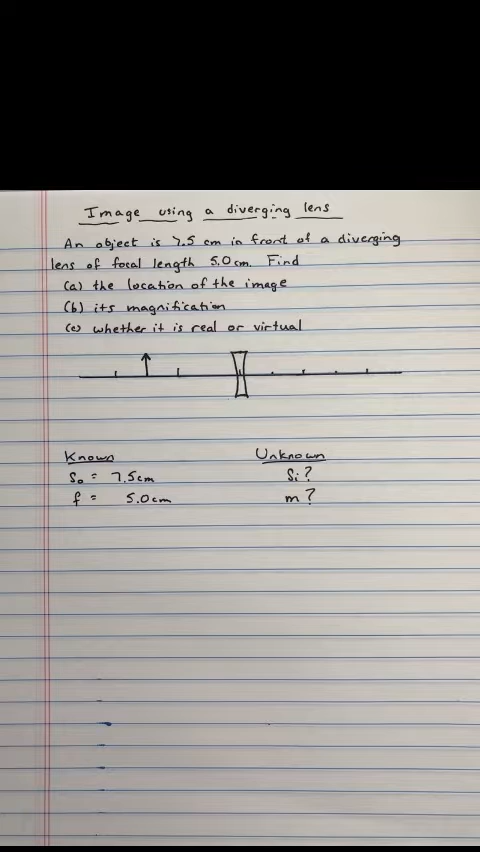 Image using a diverging lens
An object is 7.5 cm in front of a diverging
lens of focal length 5.0cm. Find
(a) the location of the image
(b) its magnification
(c) whether it is real or virtual
Known Unknown
So = 7.5cm Si?
f = 5.0cm m?